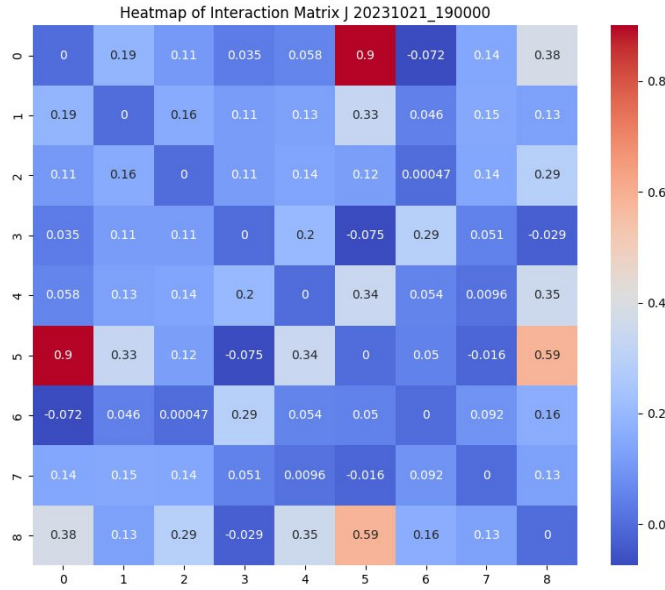 Heatmap of Interaction Matrix J 20231021_190000
0 0 0.19 0.11 0.035 0.058 0.9 -0.072 0.14 0.38
1 0.19 0 0.16 0.11 0.13 0.33 0.046 0.15 0.13
2 0.11 0.16 0 0.11 0.14 0.12 0.00047 0.14 0.29
3 0.035 0.11 0.11 0 0.2 -0.075 0.29 0.051 -0.029
4 0.058 0.13 0.14 0.2 0 0.34 0.054 0.0096 0.35
5 0.9 0.33 0.12 -0.075 0.34 0 0.05 -0.016 0.59
6 -0.072 0.046 0.00047 0.29 0.054 0.05 0 0.092 0.16
7 0.14 0.15 0.14 0.051 0.0096 -0.016 0.092 0 0.13
8 0.38 0.13 0.29 -0.029 0.35 0.59 0.16 0.13 0
0 1 2 3 4 5 6 7 8
0.8
0.6
0.4
0.2
0.0